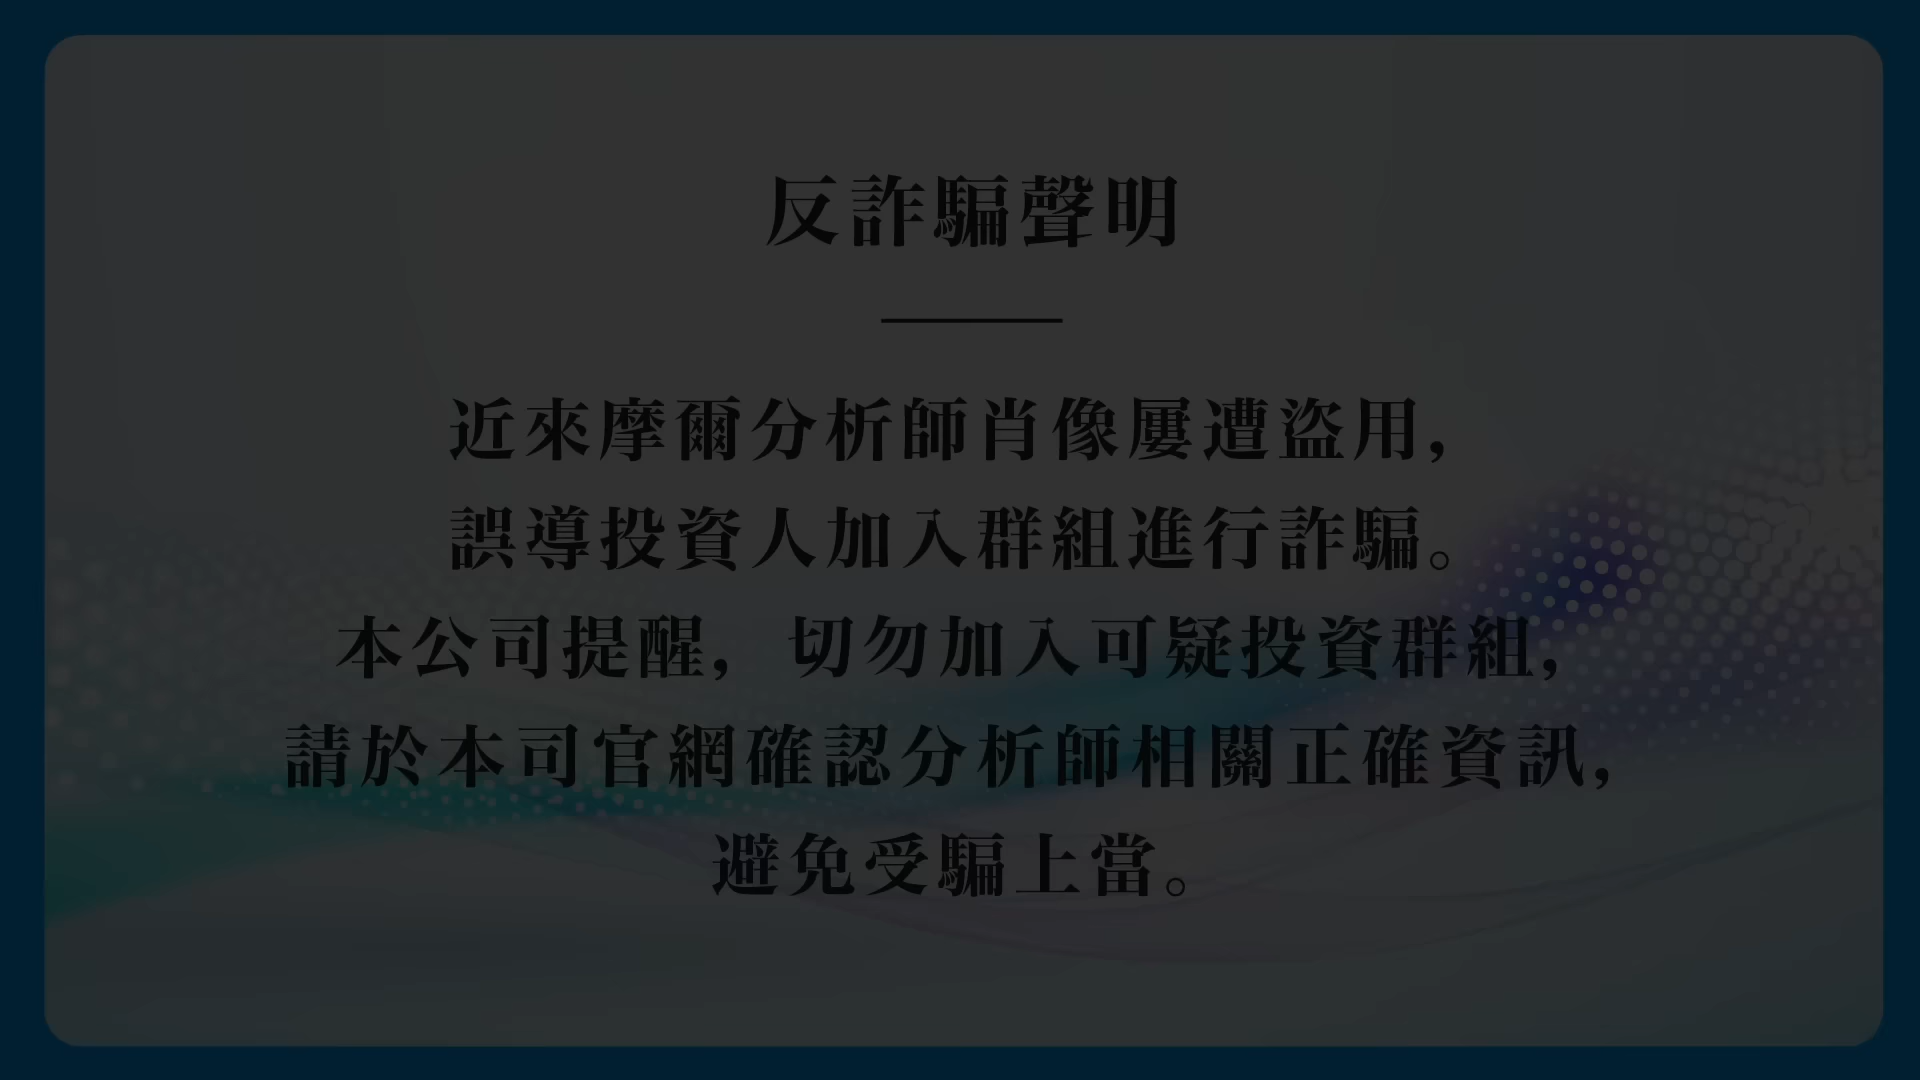 反詐騙聲明
近來摩爾分析師肖像屢遭盜用，
誤導投資人加入群組進行詐騙。
本公司提醒，切勿加入可疑投資群組，
請於本司官網確認分析師相關正確資訊，
避免受騙上當。